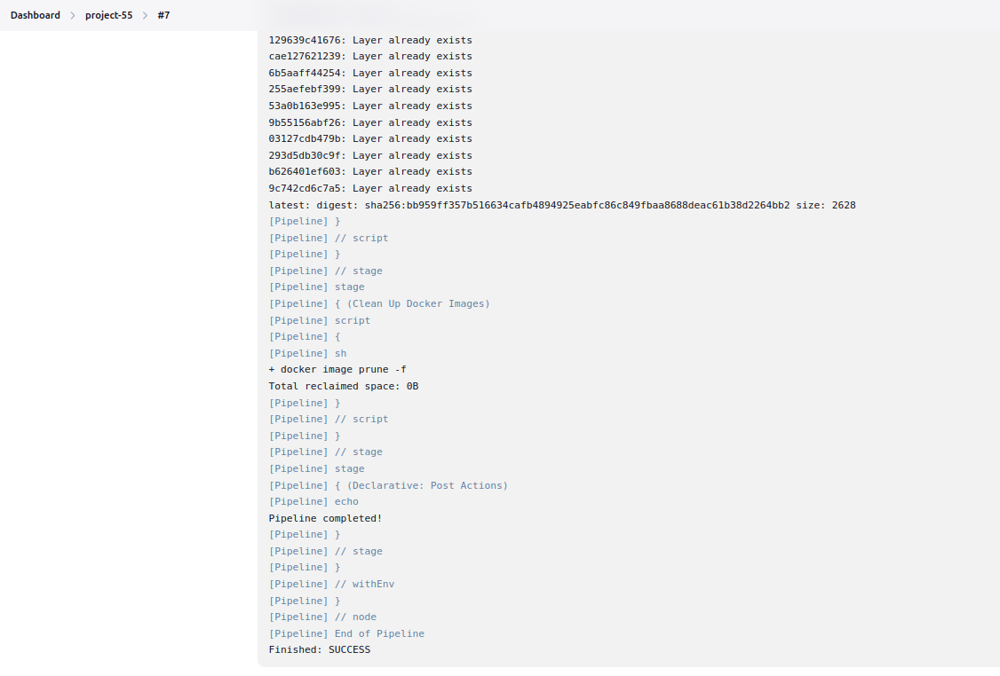 Dashboard > project-55 > #7
129639c41676: Layer already exists
cae127621239: Layer already exists
6b5aaff44254: Layer already exists
255aefebf399: Layer already exists
53a0b163e995: Layer already exists
9b55156abf26: Layer already exists
03127cdb479b: Layer already exists
293d5db30c9f: Layer already exists
b626401ef603: Layer already exists
9c742cd6c7a5: Layer already exists
latest: digest: sha256:bb959ff357b516634cafb4894925eabfc86c849fbaa8688deac61b38d2264bb2 size: 2628
[Pipeline] }
[Pipeline] // script
[Pipeline] }
[Pipeline] // stage
[Pipeline] stage
[Pipeline] { (Clean Up Docker Images)
[Pipeline] script
[Pipeline] {
[Pipeline] sh
+ docker image prune -f
Total reclaimed space: 0B
[Pipeline] }
[Pipeline] // script
[Pipeline] }
[Pipeline] // stage
[Pipeline] stage
[Pipeline] { (Declarative: Post Actions)
[Pipeline] echo
Pipeline completed!
[Pipeline] }
[Pipeline] // stage
[Pipeline] }
[Pipeline] // withEnv
[Pipeline] }
[Pipeline] // node
[Pipeline] End of Pipeline
Finished: SUCCESS